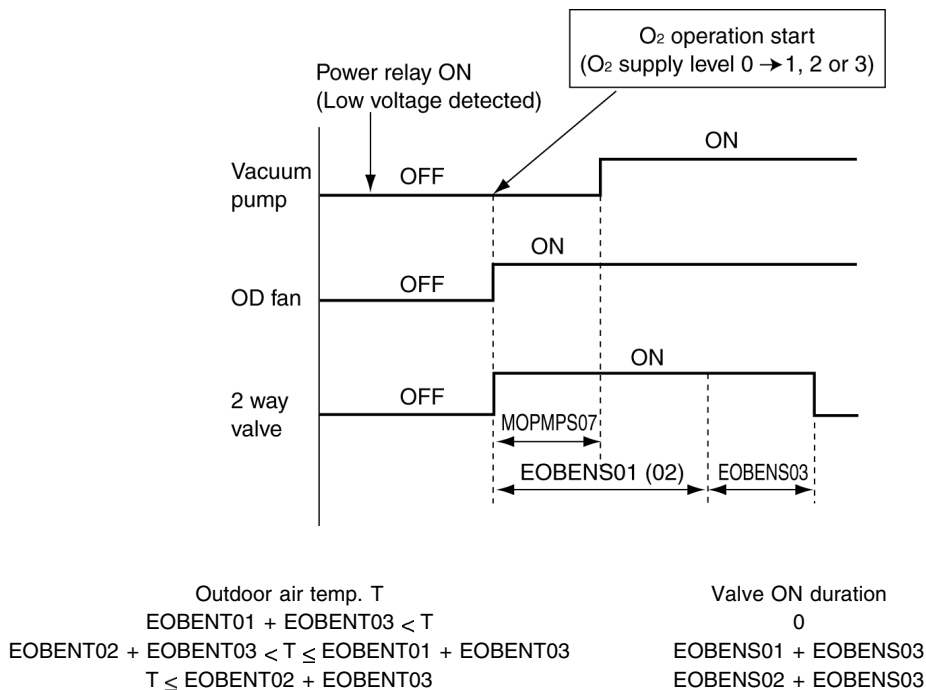 O₂ operation start
(O₂ supply level 0 → 1, 2 or 3)
Power relay ON
(Low voltage detected)
Vacuum
pump
OFF
ON
OD fan
OFF
ON
2 way
valve
OFF
ON
MOPMPS07
EOBENS01 (02)
EOBENS03
Outdoor air temp. T
Valve ON duration
EOBENT01 + EOBENT03 < T
0
EOBENT02 + EOBENT03 < T ≤ EOBENT01 + EOBENT03
EOBENS01 + EOBENS03
T ≤ EOBENT02 + EOBENT03
EOBENS02 + EOBENS03